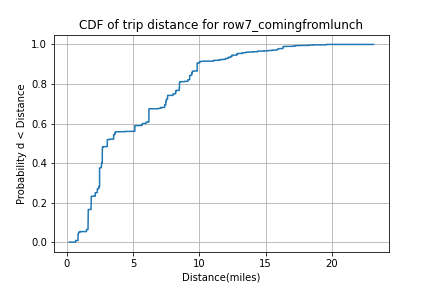 CDF of trip distance for row7_comingfromlunch
Probability d < Distance
1.0
0.8
0.6
0.4
0.2
0.0
0 5 10 15 20
Distance(miles)